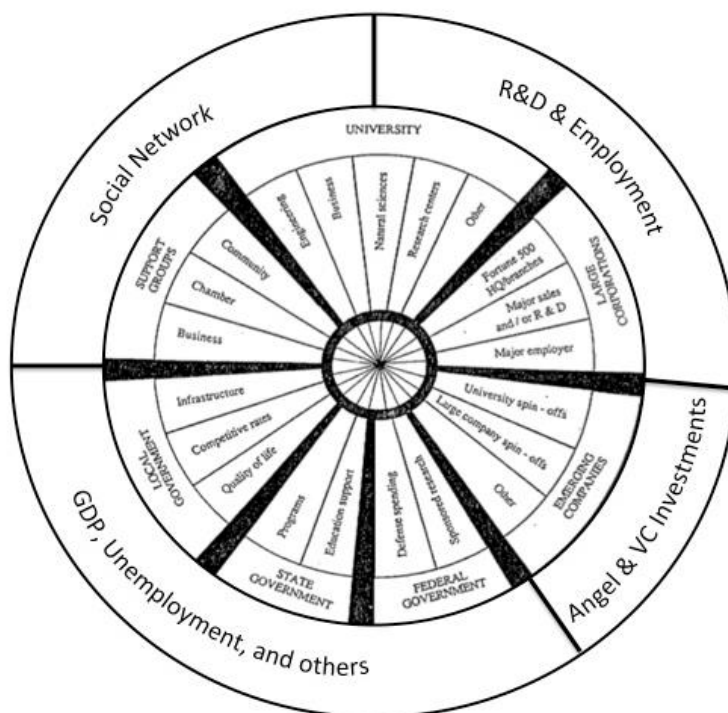 Social Network
R&D & Employment
UNIVERSITY
Engineering
Business
Natural sciences
Research centers
Other
LARGE
CORPORATIONS
Fortune 500
HQ/branches
Major sales
and / or R & D
Major employer
EMERGING
COMPANIES
University spin - offs
Large company spin - offs
Other
Angel & VC Investments
FEDERAL
GOVERNMENT
Sponsored research
Defense spending
STATE
GOVERNMENT
Education support
Programs
LOCAL
GOVERNMENT
Quality of life
Competitive rates
Infrastructure
SUPPORT
GROUPS
Business
Chamber
Community
GDP, Unemployment, and others